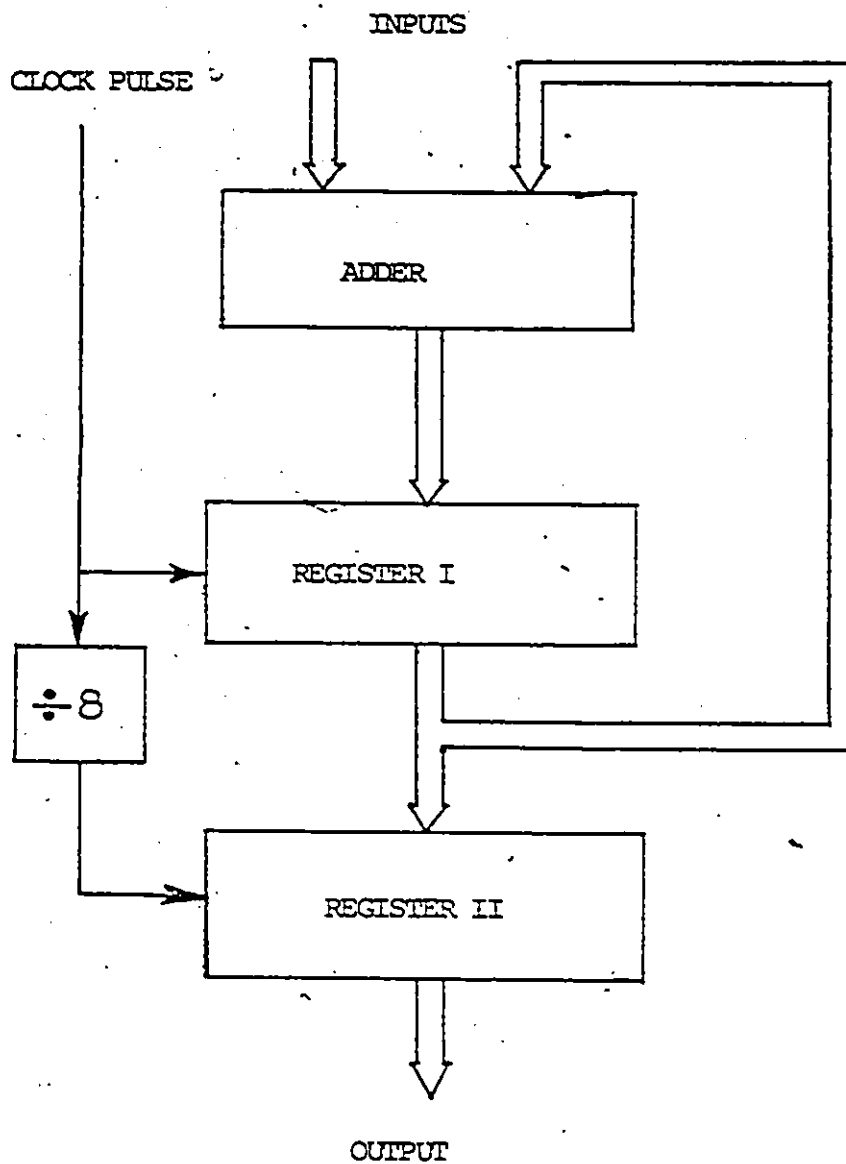 INPUTS
CLOCK PULSE
ADDER
REGISTER I
÷8
REGISTER II
OUTPUT